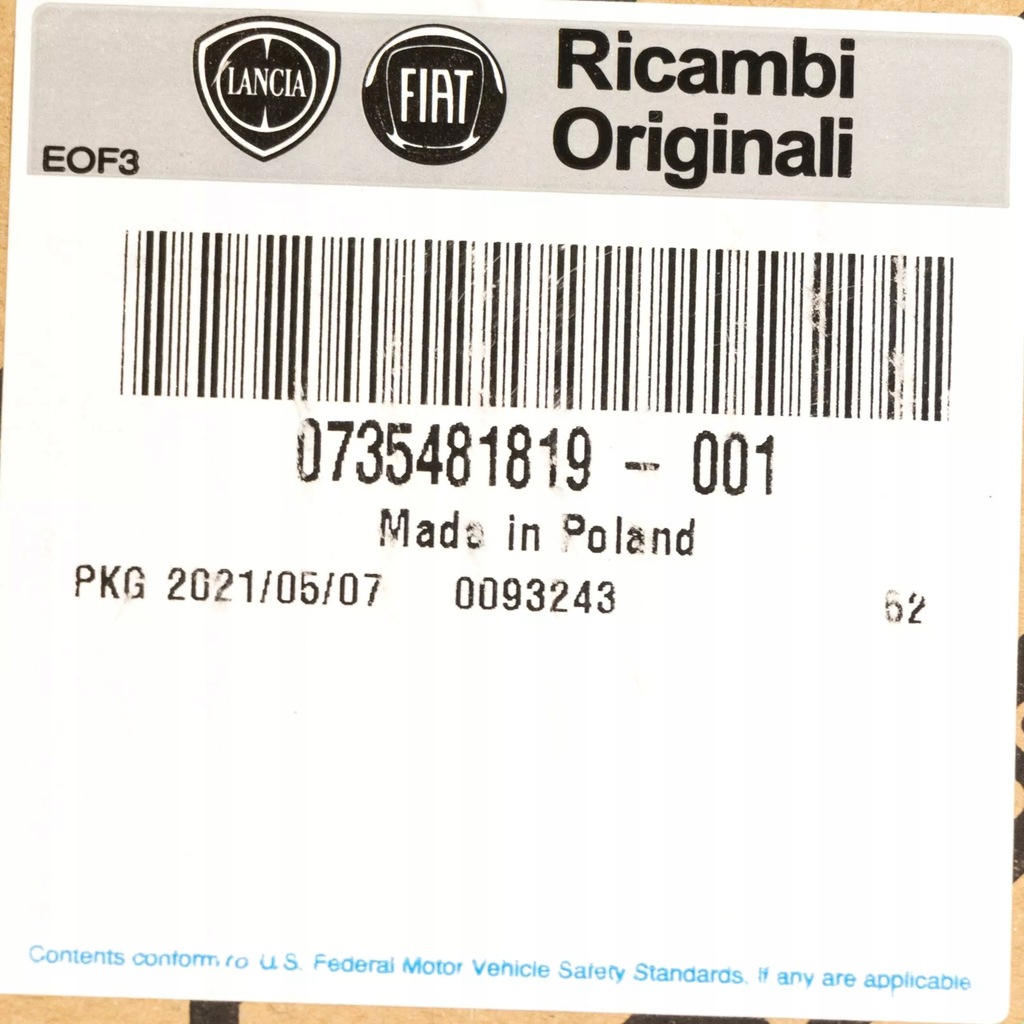 LANCIA FIAT Ricambi
Originali
EOF3
0735481819 - 001
Made in Poland
PKG 2021/05/07 0093243 62
Contents conform to U.S. Federal Motor Vehicle Safety Standards, if any are applicable